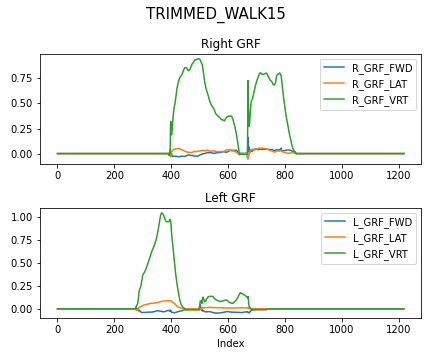 TRIMMED_WALK15
Right GRF
R_GRF_FWD
R_GRF_LAT
R_GRF_VRT
0.75
0.50
0.25
0.00
0 200 400 600 800 1000 1200
Left GRF
L_GRF_FWD
L_GRF_LAT
L_GRF_VRT
1.00
0.75
0.50
0.25
0.00
0 200 400 600 800 1000 1200
Index